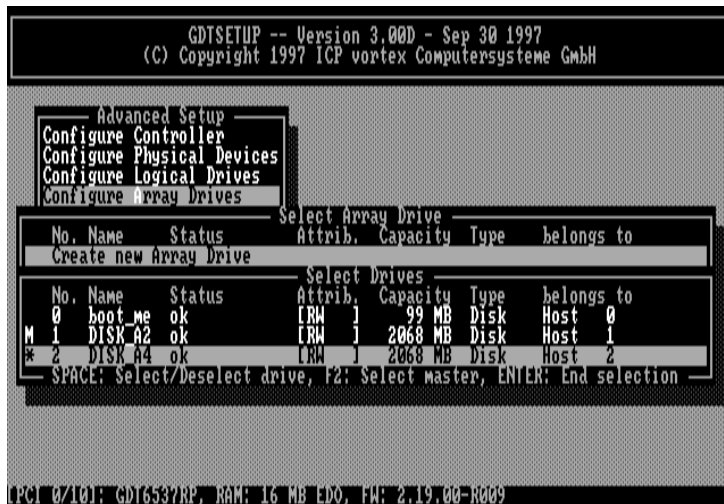 GDTSETUP -- Version 3.00D - Sep 30 1997
(C) Copyright 1997 ICP vortex Computersysteme GmbH
Advanced Setup
Configure Controller
Configure Physical Devices
Configure Logical Drives
Configure Array Drives
Select Array Drive
No. Name Status Attrib. Capacity Type belongs to
Create new Array Drive
Select Drives
No. Name Status Attrib. Capacity Type belongs to
0 boot_me ok [RW ] 99 MB Disk Host 0
M 1 DISK_A2 ok [RW ] 2068 MB Disk Host 1
* 2 DISK_A4 ok [RW ] 2068 MB Disk Host 2
SPACE: Select/Deselect drive, F2: Select master, ENTER: End selection
[PCI 0/10]: GDT6537RP, RAM: 16 MB EDO, FW: 2.19.00-R009